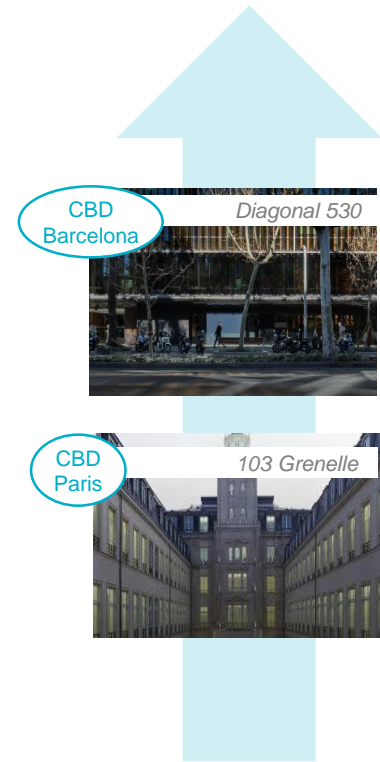 CBD
Barcelona
Diagonal 530
CBD
Paris
103 Grenelle